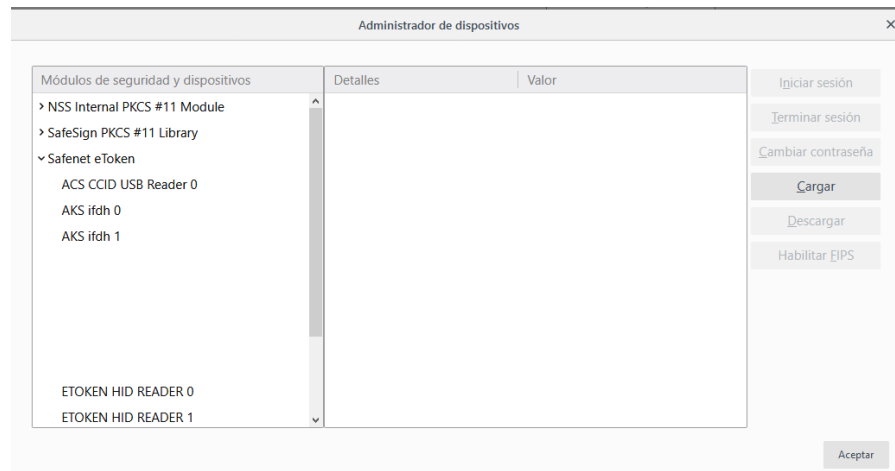 Administrador de dispositivos
Módulos de seguridad y dispositivos
Detalles
Valor
NSS Internal PKCS #11 Module
SafeSign PKCS #11 Library
Safenet eToken
ACS CCID USB Reader 0
AKS ifdh 0
AKS ifdh 1
ETOKEN HID READER 0
ETOKEN HID READER 1
Iniciar sesión
Terminar sesión
Cambiar contraseña
Cargar
Descargar
Habilitar FIPS
Aceptar